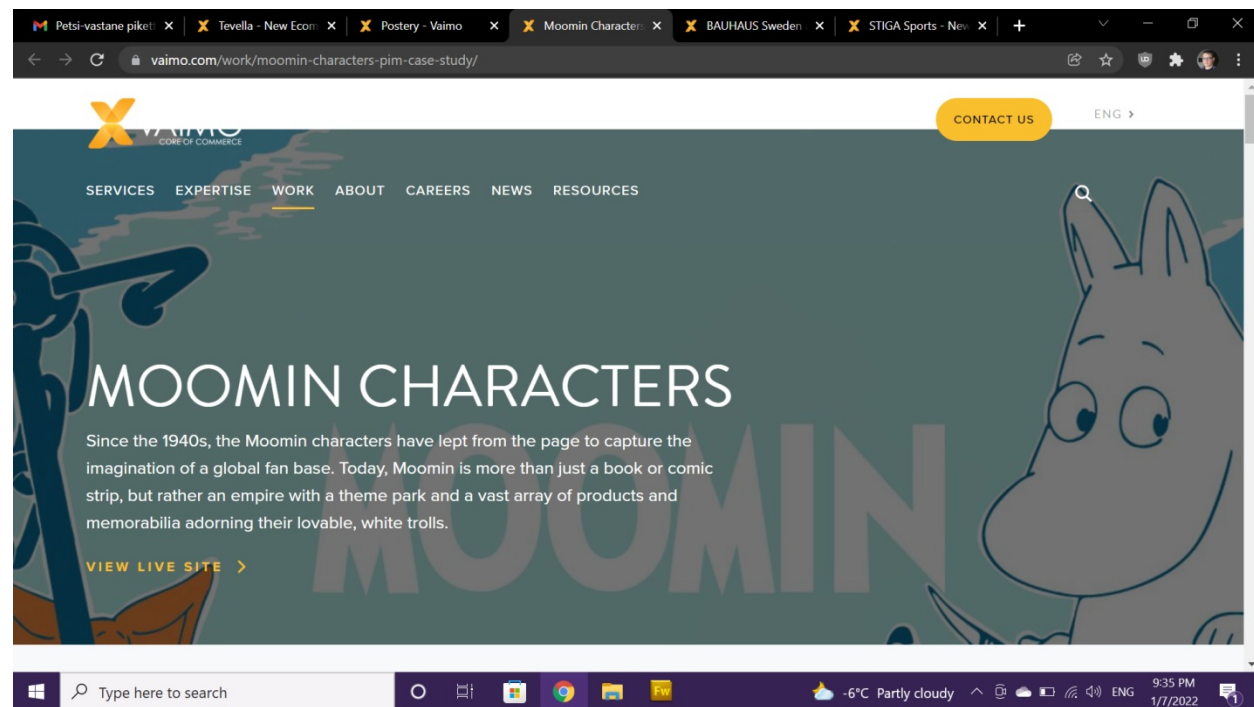 Petsi-vastane piket
Tevella - New Ecom
Postery - Vaimo
Moomin Character
BAUHAUS Sweden
STIGA Sports - New
vaimo.com/work/moomin-characters-pim-case-study/
VAIMO
CORE OF COMMERCE
CONTACT US
ENG
SERVICES EXPERTISE WORK ABOUT CAREERS NEWS RESOURCES
MOOMIN CHARACTERS
Since the 1940s, the Moomin characters have lept from the page to capture the
imagination of a global fan base. Today, Moomin is more than just a book or comic
strip, but rather an empire with a theme park and a vast array of products and
memorabilia adorning their lovable, white trolls.
VIEW LIVE SITE
MOOMIN
Type here to search
Fw
-6°C Partly cloudy
ENG
9:35 PM
1/7/2022
1